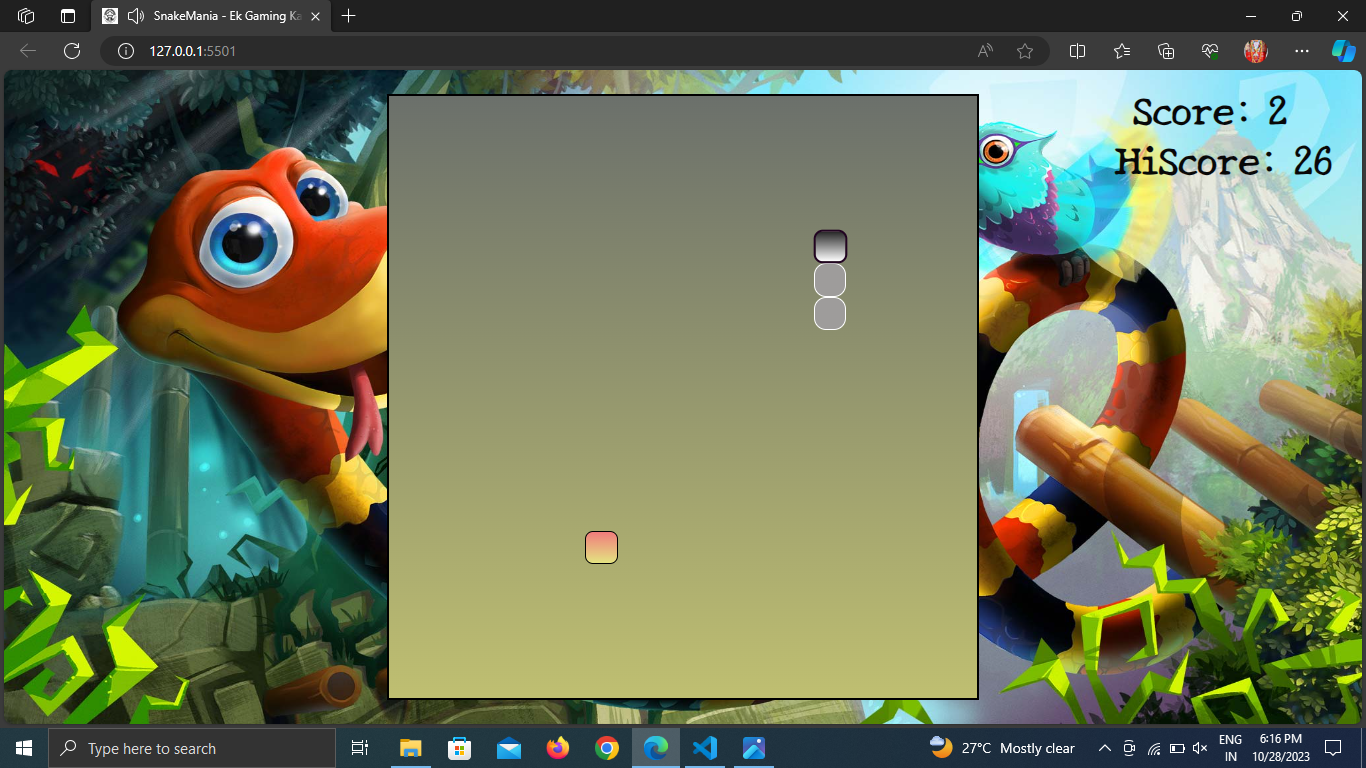 SnakeMania - Ek Gaming Ka
127.0.0.1:5501
Score: 2
HiScore: 26
Type here to search
27°C Mostly clear
ENG
IN
6:16 PM
10/28/2023